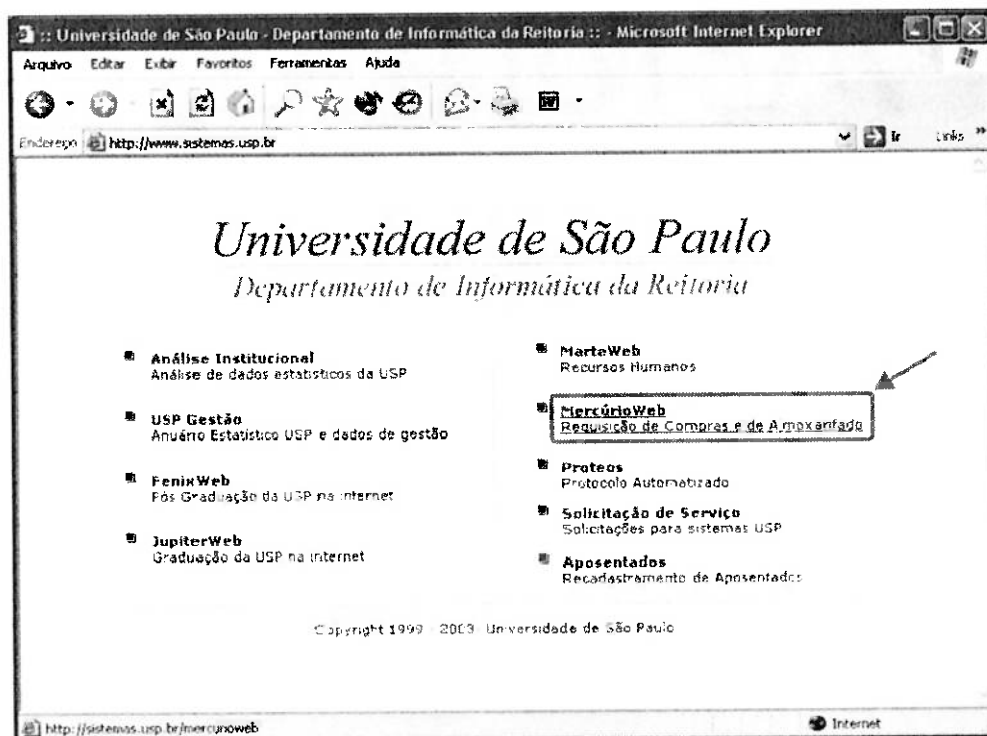 :: Universidade de São Paulo - Departamento de Informática da Reitoria :: - Microsoft Internet Explorer
Arquivo Editar Exibir Favoritos Ferramentas Ajuda
Endereço http://www.sistemas.usp.br Ir Links »
Universidade de São Paulo
Departamento de Informática da Reitoria
Análise Institucional
Análise de dados estatísticos da USP
USP Gestão
Anuário Estatístico USP e dados de gestão
FenixWeb
Pós Graduação da USP na internet
JupiterWeb
Graduação da USP na internet
MarteWeb
Recursos Humanos
MercúrioWeb
Requisição de Compras e de Almoxarifado
Proteos
Protocolo Automatizado
Solicitação de Serviço
Solicitações para sistemas USP
Aposentados
Recadastramento de Aposentados
Copyright 1999 - 2003 Universidade de São Paulo
http://sistemas.usp.br/mercurioweb Internet